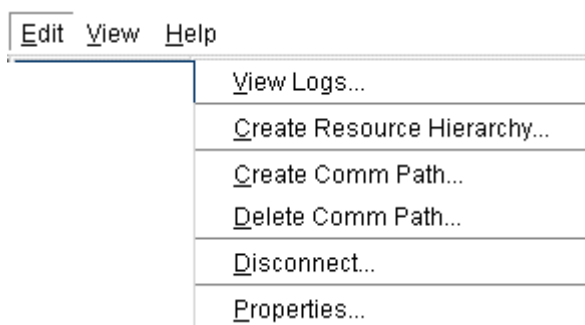 Edit View Help
View Logs...
Create Resource Hierarchy...
Create Comm Path...
Delete Comm Path...
Disconnect...
Properties...